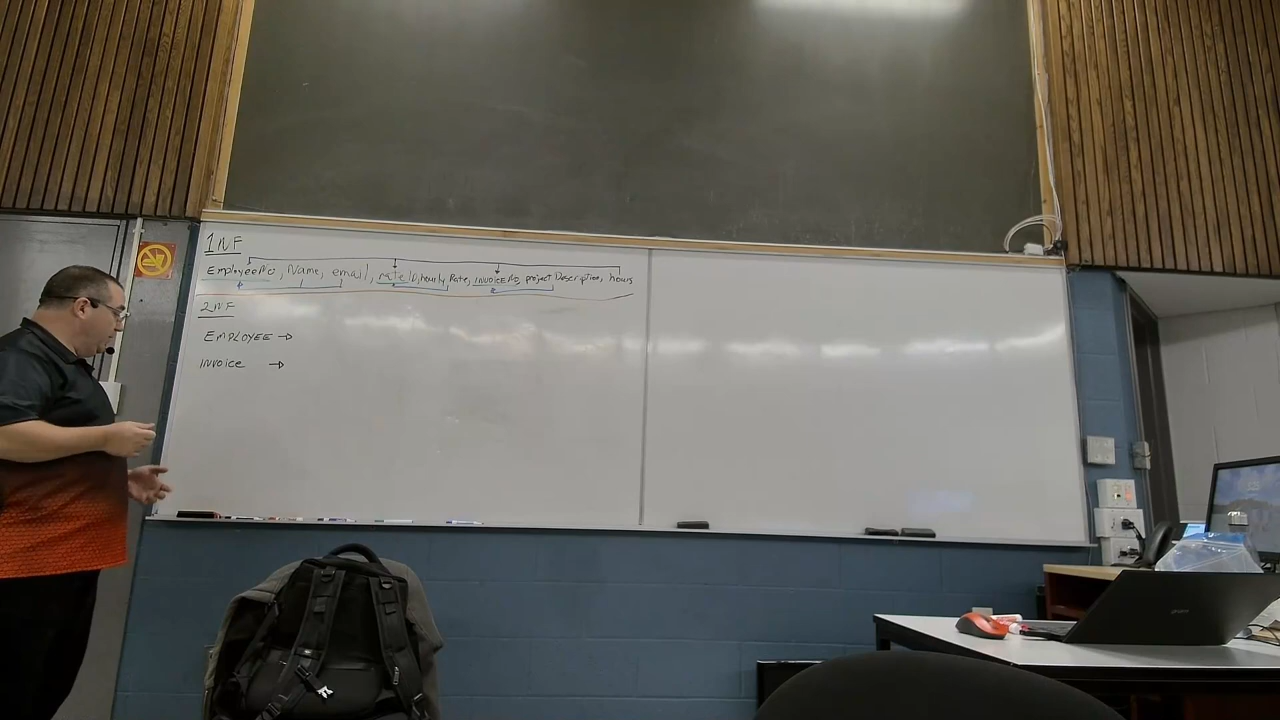 1NF
EmployeeNo, Name, email, rateID, hourly Rate, invoiceNo, project Description, hours
2NF
EMPLOYEE →
INVOICE →